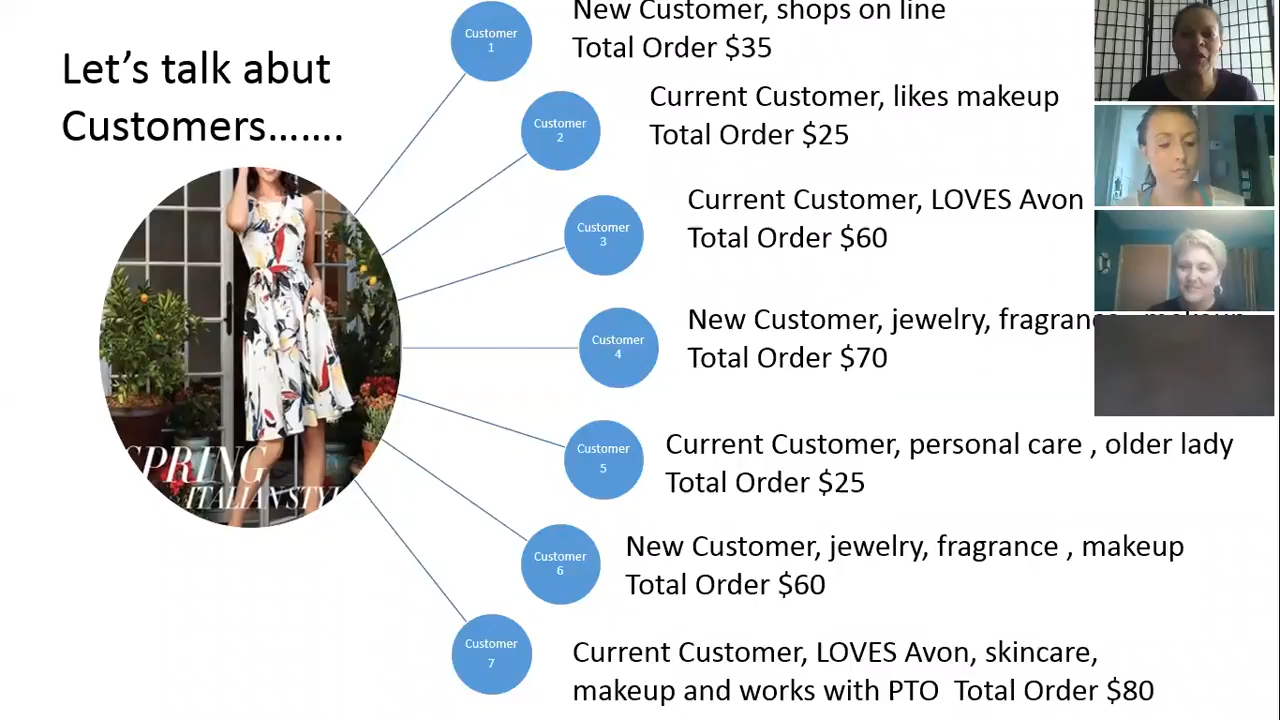 Let's talk abut
Customers.......
Customer
1
New Customer, shops on line
Total Order $35
Customer
2
Current Customer, likes makeup
Total Order $25
Customer
3
Current Customer, LOVES Avon
Total Order $60
Customer
4
New Customer, jewelry, fragrance, makeup
Total Order $70
Customer
5
Current Customer, personal care , older lady
Total Order $25
Customer
6
New Customer, jewelry, fragrance , makeup
Total Order $60
Customer
7
Current Customer, LOVES Avon, skincare,
makeup and works with PTO Total Order $80
SPRING
ITALIAN STYLE